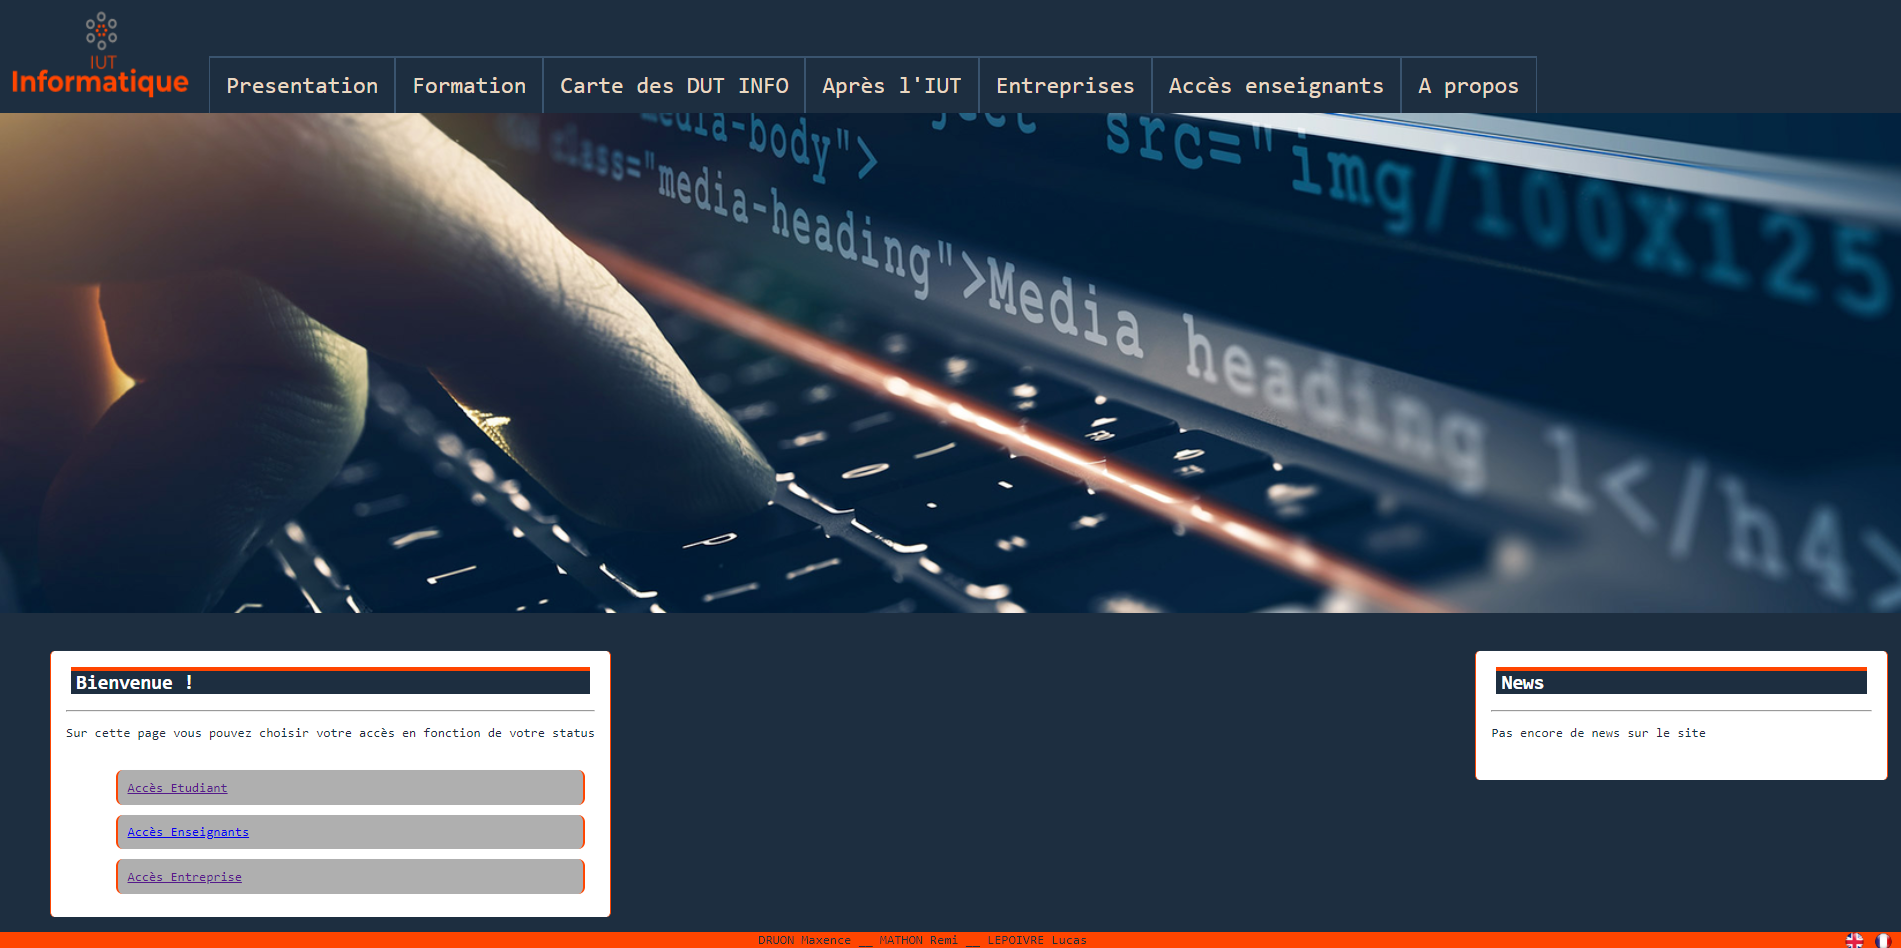 IUT
Informatique
Presentation
Formation
Carte des DUT INFO
Après l'IUT
Entreprises
Accès enseignants
A propos
media-body">
class="media-heading">Media heading 1</h4>
src="img/100X125
Bienvenue !
Sur cette page vous pouvez choisir votre accès en fonction de votre status
Accès Etudiant
Accès Enseignants
Accès Entreprise
News
Pas encore de news sur le site
DRUON Maxence __ MATHON Remi __ LEPOIVRE Lucas